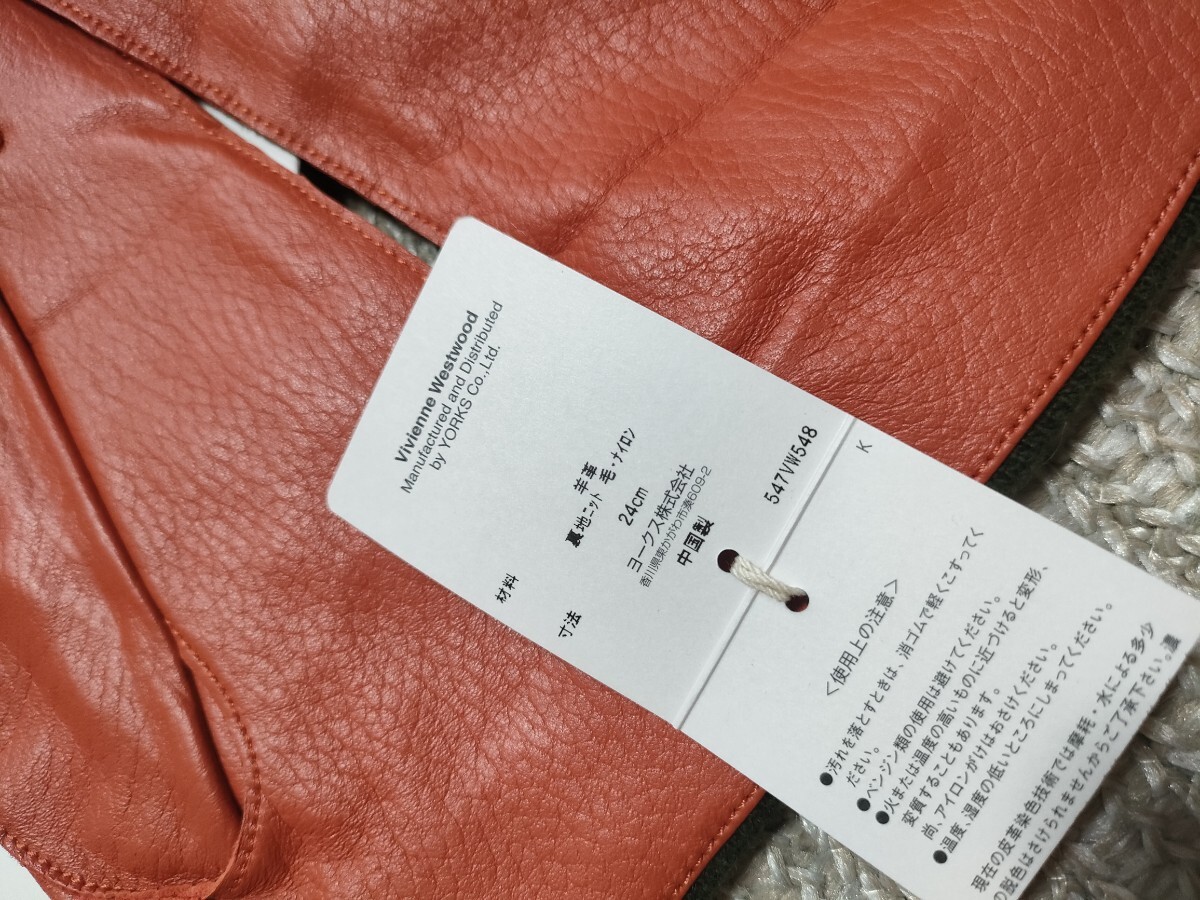 Vivienne Westwood
Manufactured and Distributed
by YORKS Co.,Ltd.
材料 羊革
裏地ニット 毛・ナイロン
寸法 24cm
ヨークス株式会社
香川県東かがわ市湊609-2
中国製
547VW548
K
＜使用上の注意＞
●汚れを落とすときは、消ゴムで軽くこすってく
ださい。
●ベンジン類の使用は避けてください。
●火または温度の高いものに近づけると変形、
変質することもあります。
尚、アイロンがけはおさけください。
●温度、湿度の低いところにしまってください。
現在の皮革染色技術では摩耗・水による多少
の脱色はさけられませんからご了承下さい。濃